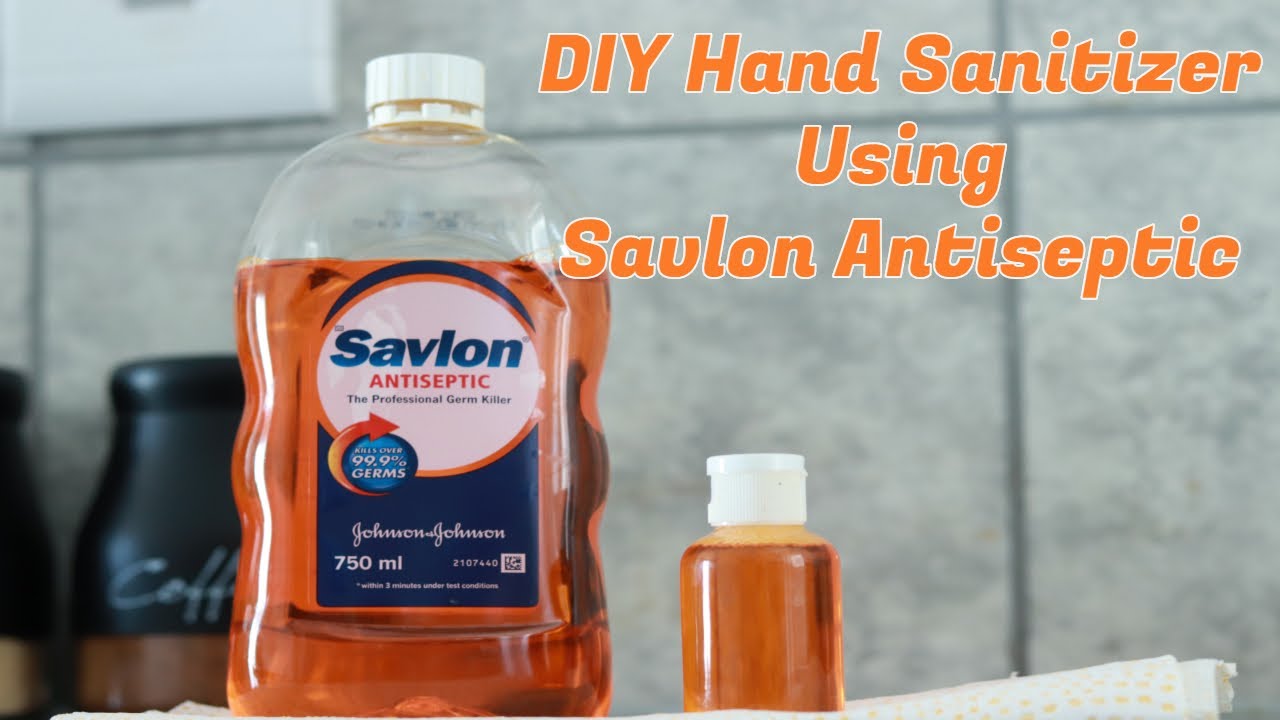 DIY Hand Sanitizer
Using
Savlon Antiseptic
Savlon
ANTISEPTIC
The Professional Germ Killer
KILLS OVER
99.9%
GERMS
Johnson & Johnson
750 ml
2107440
*within 3 minutes under test conditions
Coff